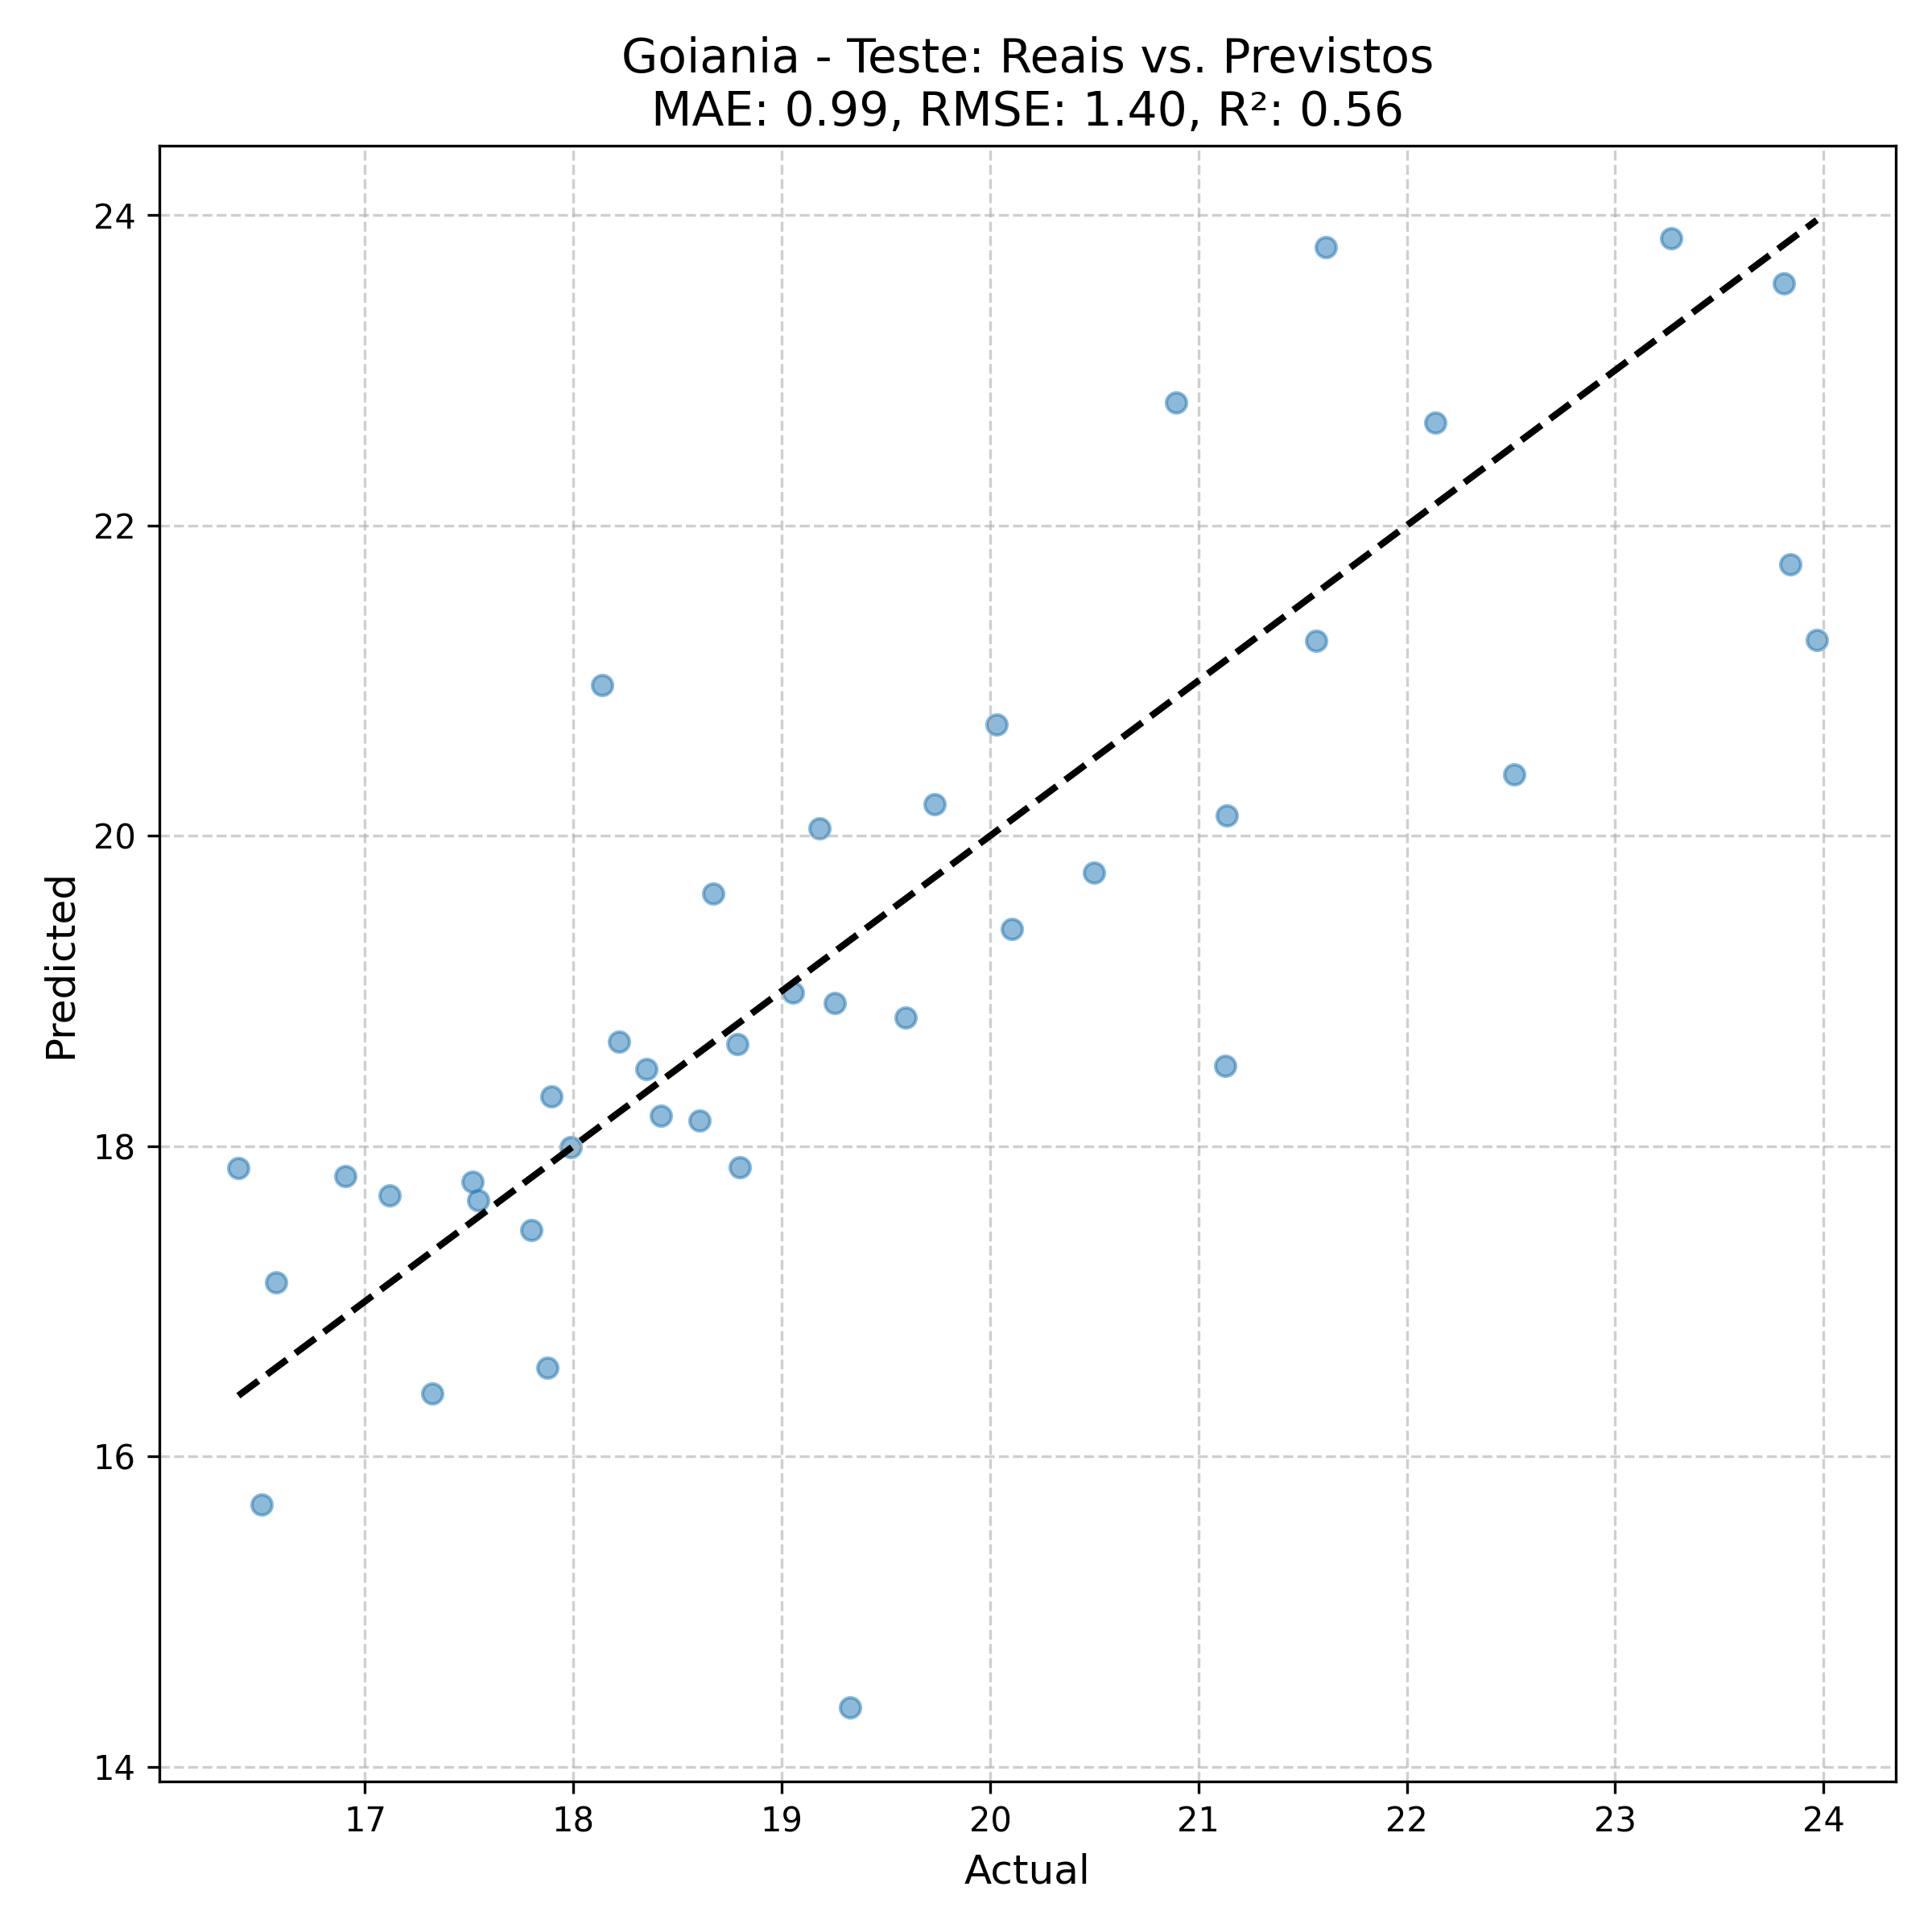 Goiania - Teste: Reais vs. Previstos
MAE: 0.99, RMSE: 1.40, R²: 0.56
24
22
20
18
16
14
Predicted
17 18 19 20 21 22 23 24
Actual